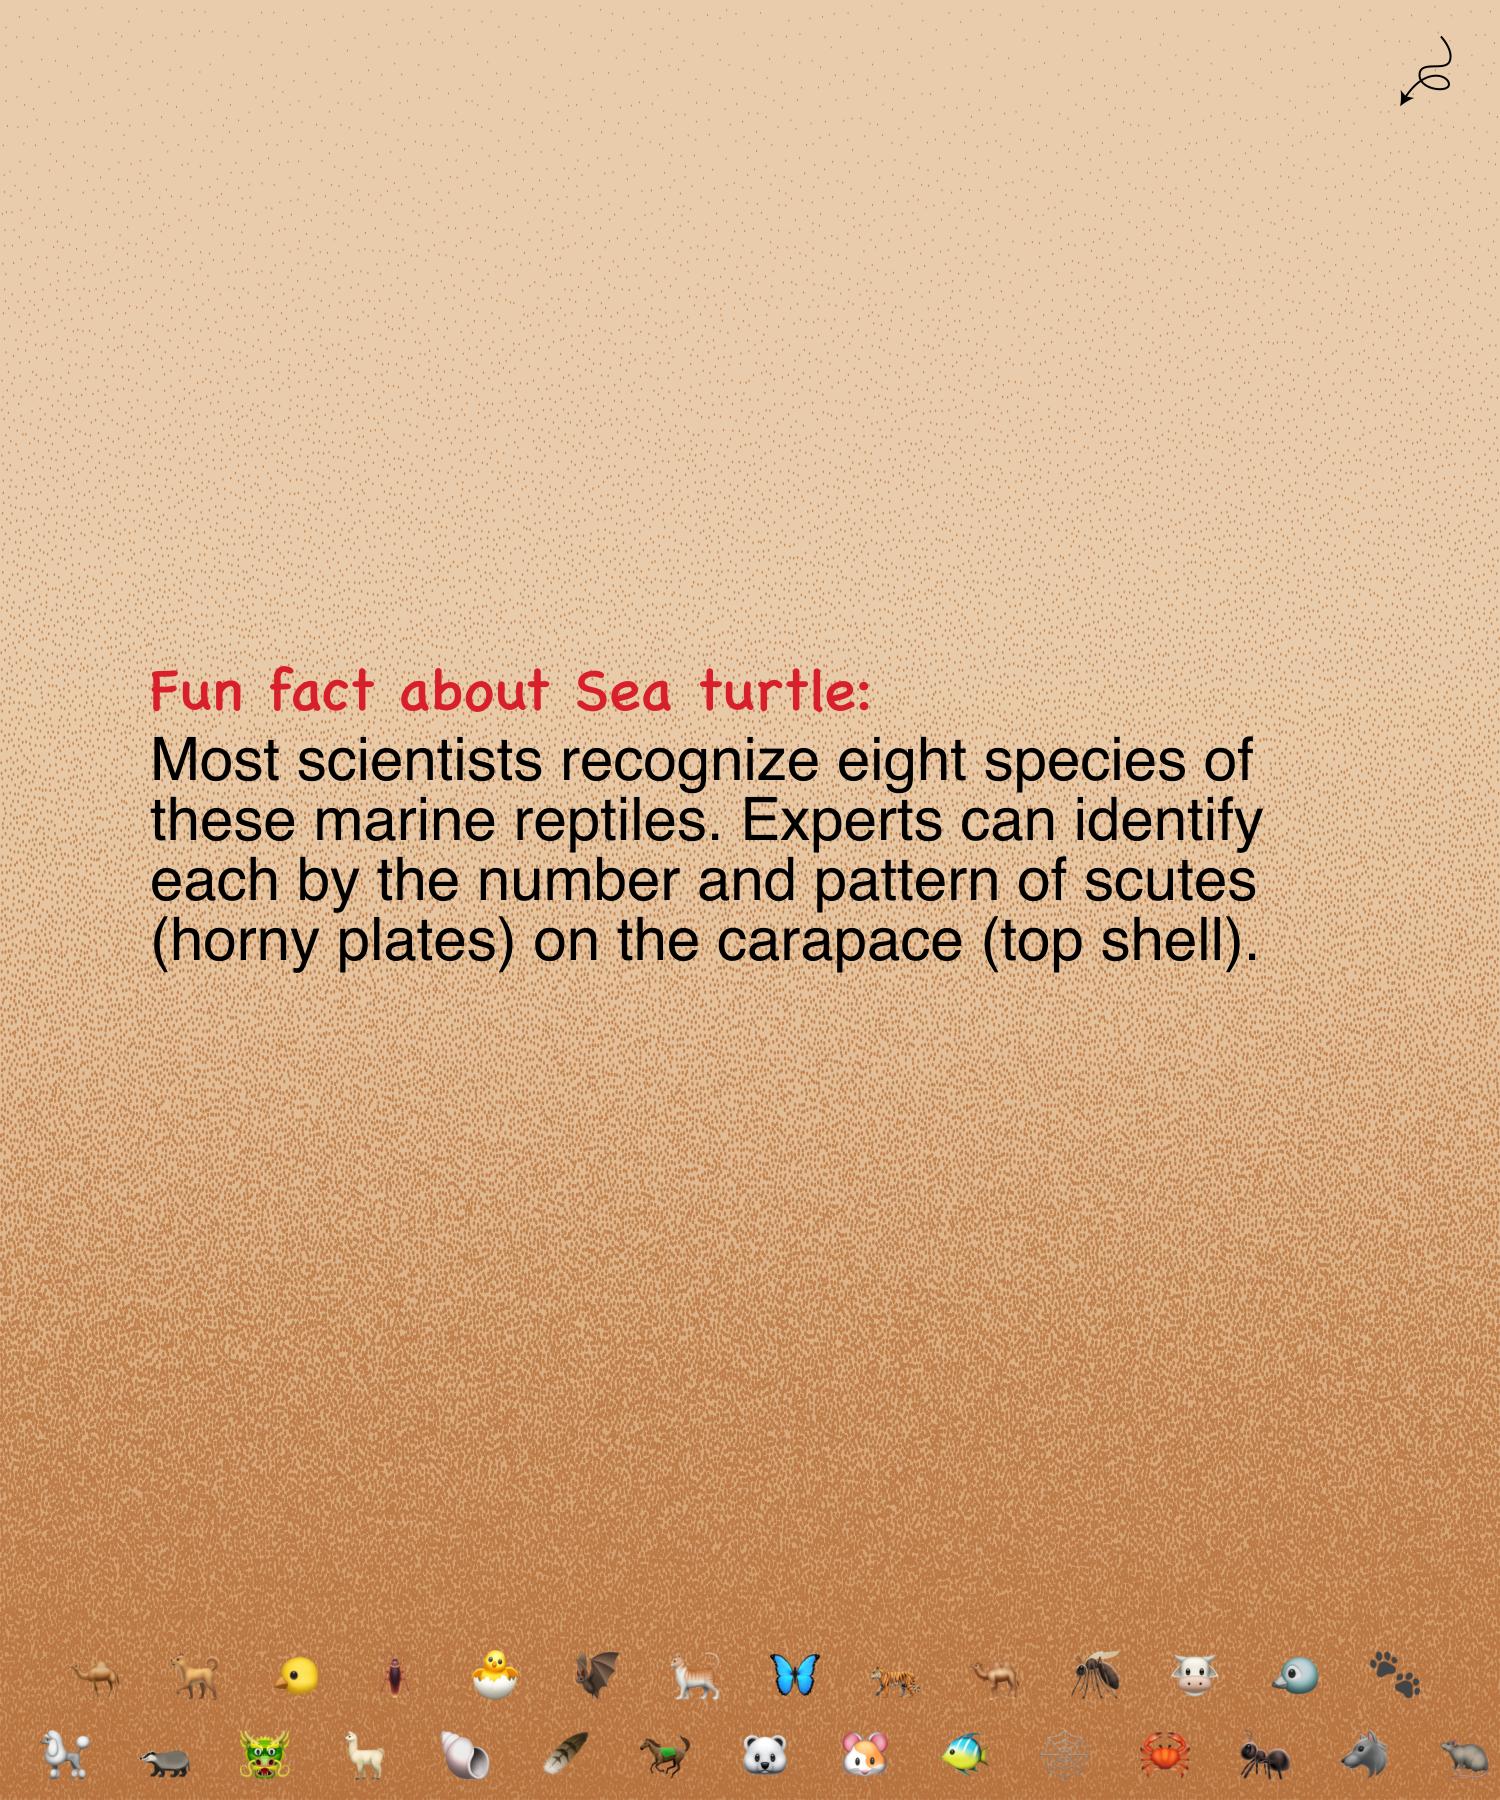 Fun fact about Sea turtle:
Most scientists recognize eight species of
these marine reptiles. Experts can identify
each by the number and pattern of scutes
(horny plates) on the carapace (top shell).